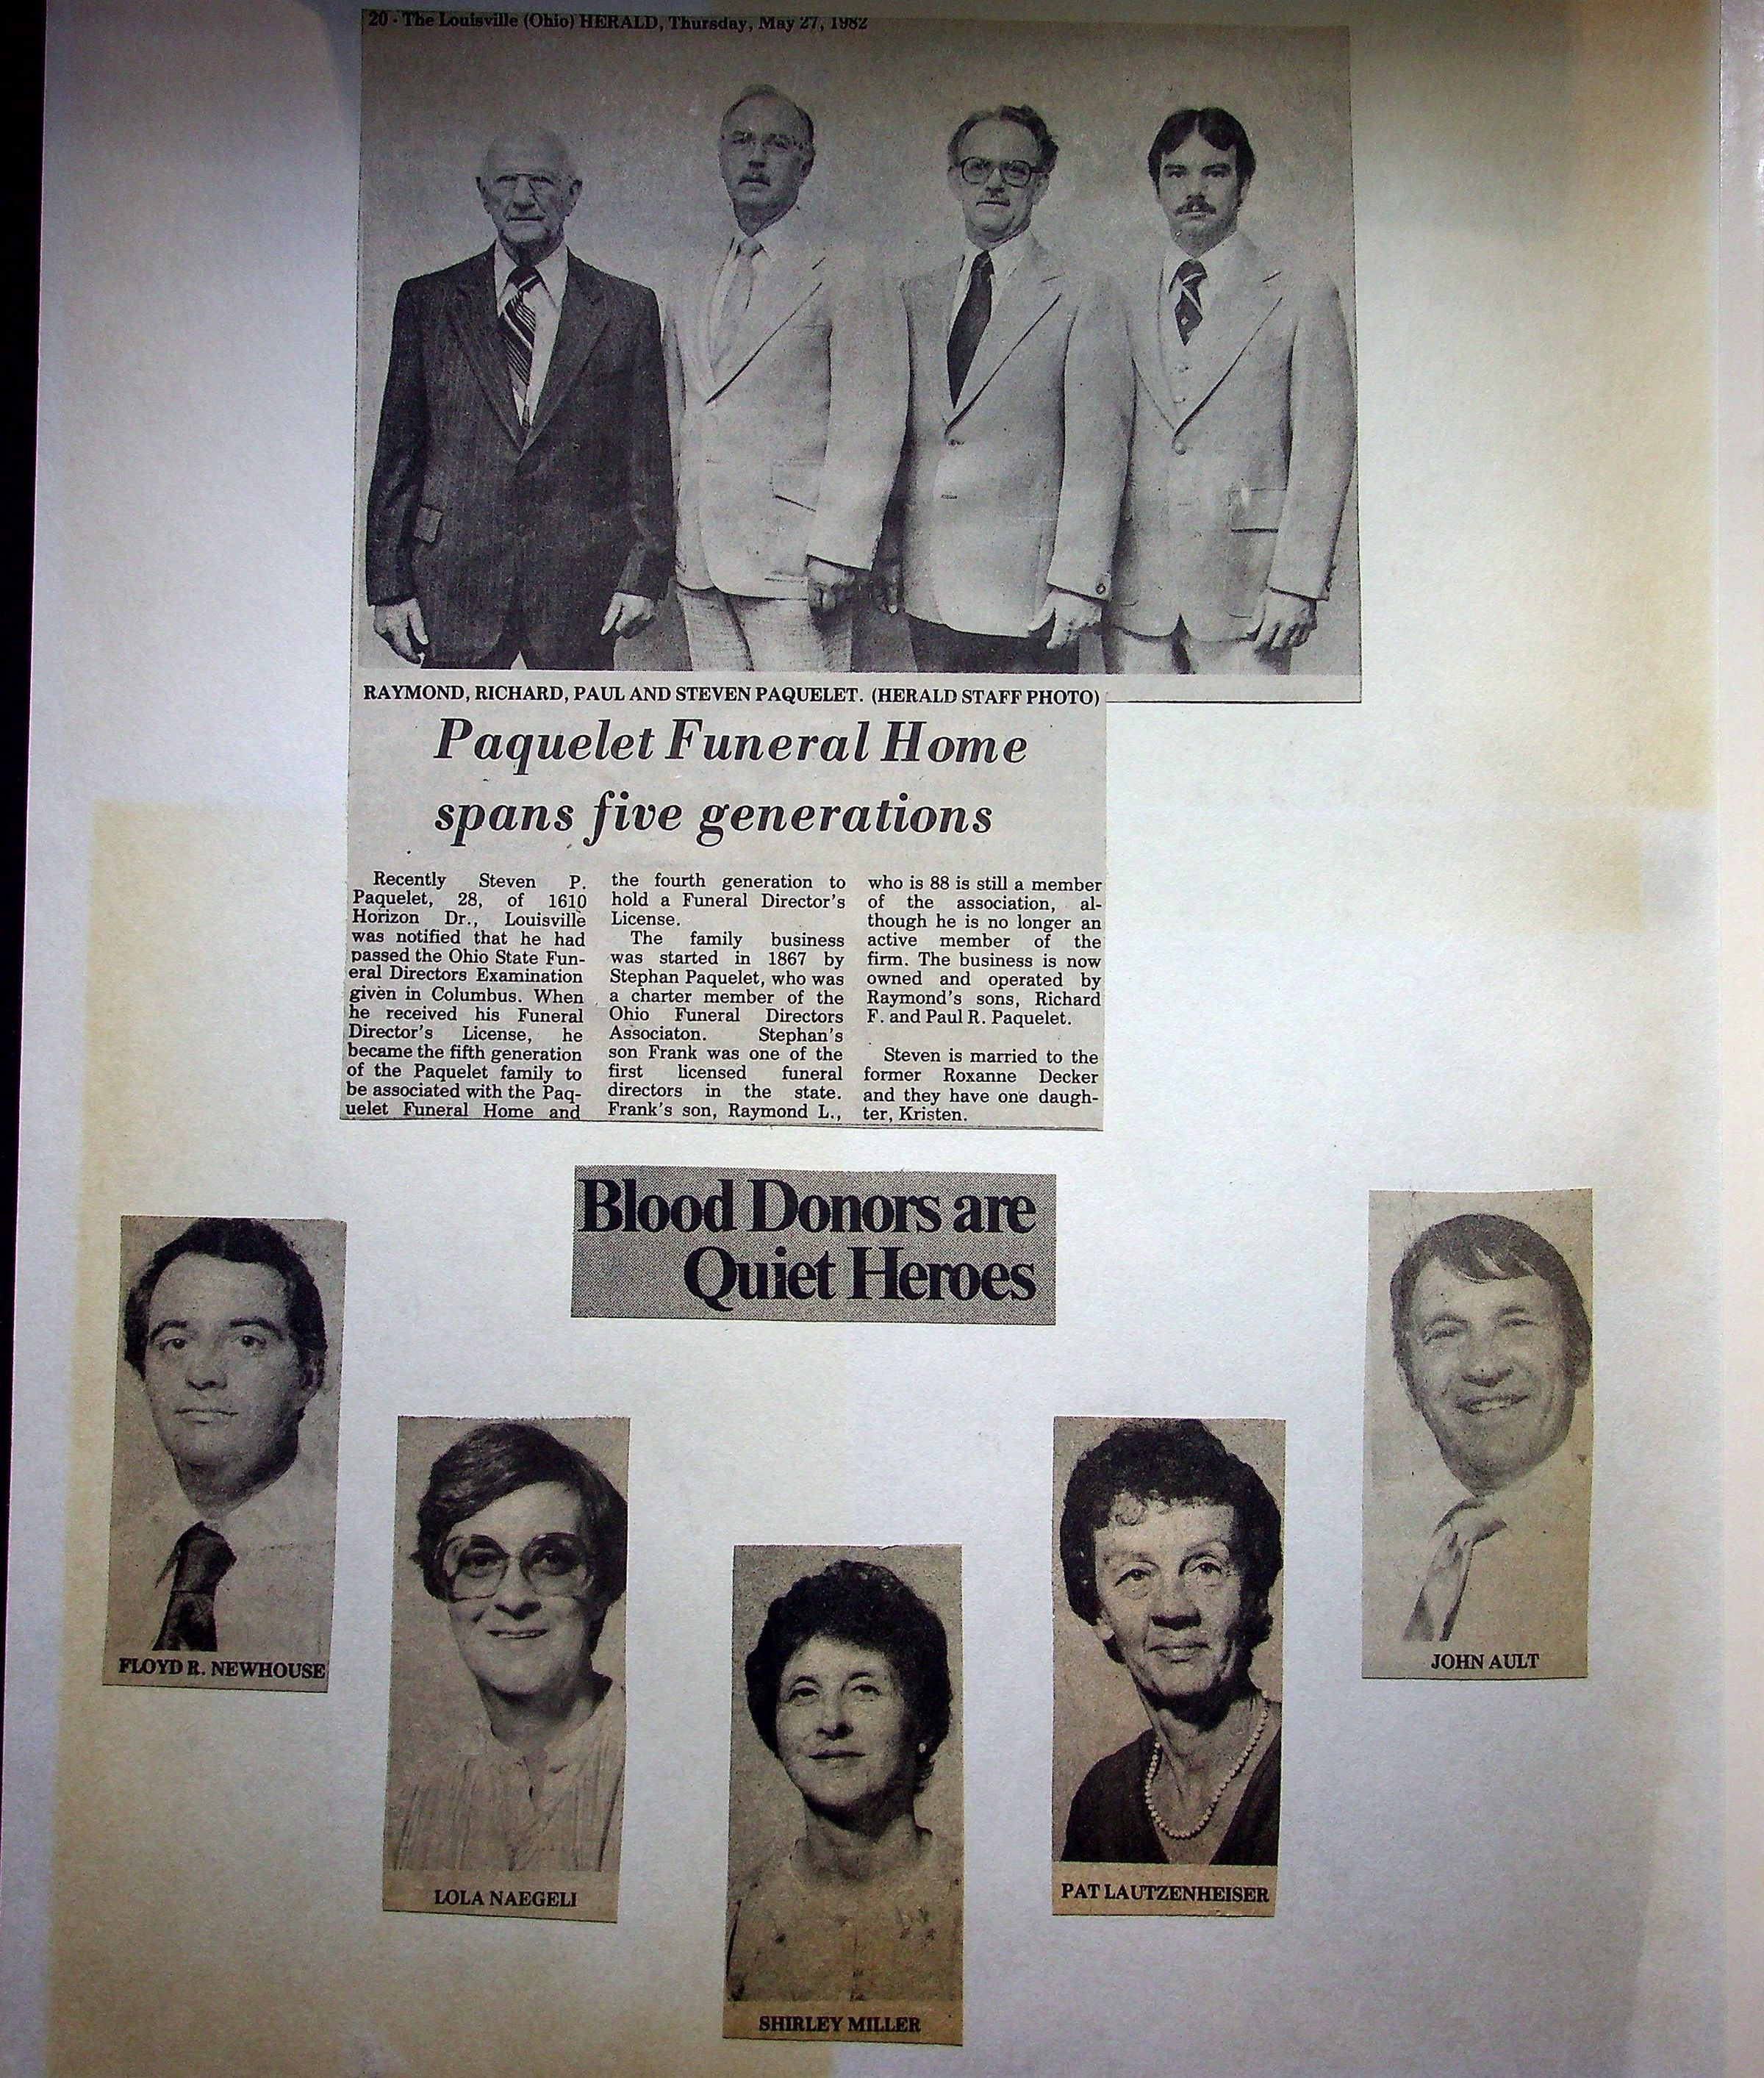 20 - The Louisville (Ohio) HERALD, Thursday, May 27, 1982
RAYMOND, RICHARD, PAUL AND STEVEN PAQUELET. (HERALD STAFF PHOTO)
Paquelet Funeral Home
spans five generations
Recently Steven P.
Paquelet, 28, of 1610
Horizon Dr., Louisville
was notified that he had
passed the Ohio State Fun-
eral Directors Examination
given in Columbus. When
he received his Funeral
Director's License, he
became the fifth generation
of the Paquelet family to
be associated with the Paq-
uelet Funeral Home and
the fourth generation to
hold a Funeral Director's
License.
The family business
was started in 1867 by
Stephan Paquelet, who was
a charter member of the
Ohio Funeral Directors
Associaton. Stephan's
son Frank was one of the
first licensed funeral
directors in the state.
Frank's son, Raymond L.,
who is 88 is still a member
of the association, al-
though he is no longer an
active member of the
firm. The business is now
owned and operated by
Raymond's sons, Richard
F. and Paul R. Paquelet.
Steven is married to the
former Roxanne Decker
and they have one daugh-
ter, Kristen.
Blood Donors are
Quiet Heroes
FLOYD R. NEWHOUSE
LOLA NAEGELI
SHIRLEY MILLER
PAT LAUTZENHEISER
JOHN AULT